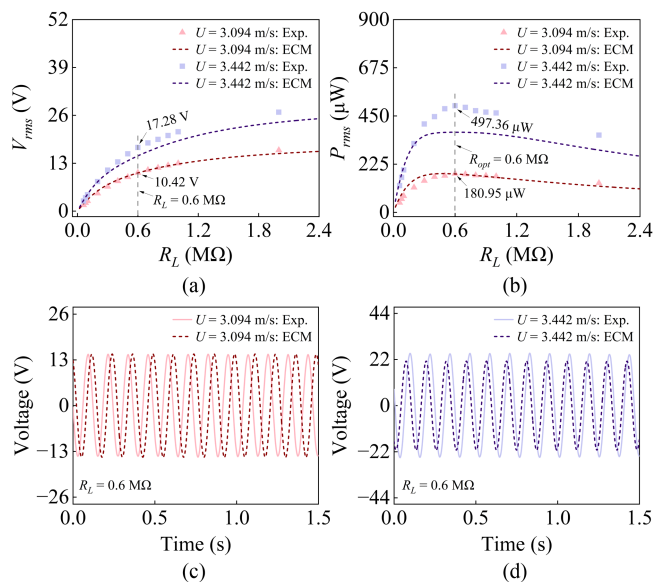 52
39
26
13
0
V_rms (V)
U = 3.094 m/s: Exp.
U = 3.094 m/s: ECM
U = 3.442 m/s: Exp.
U = 3.442 m/s: ECM
17.28 V
10.42 V
R_L = 0.6 MΩ
0.0 0.6 1.2 1.8 2.4
R_L (MΩ)
(a)
900
675
450
225
0
P_rms (µW)
U = 3.094 m/s: Exp.
U = 3.094 m/s: ECM
U = 3.442 m/s: Exp.
U = 3.442 m/s: ECM
497.36 µW
R_opt = 0.6 MΩ
180.95 µW
0.0 0.6 1.2 1.8 2.4
R_L (MΩ)
(b)
26
13
0
−13
−26
Voltage (V)
U = 3.094 m/s: Exp.
U = 3.094 m/s: ECM
R_L = 0.6 MΩ
0.0 0.5 1.0 1.5
Time (s)
(c)
44
22
0
−22
−44
Voltage (V)
U = 3.442 m/s: Exp.
U = 3.442 m/s: ECM
R_L = 0.6 MΩ
0.0 0.5 1.0 1.5
Time (s)
(d)